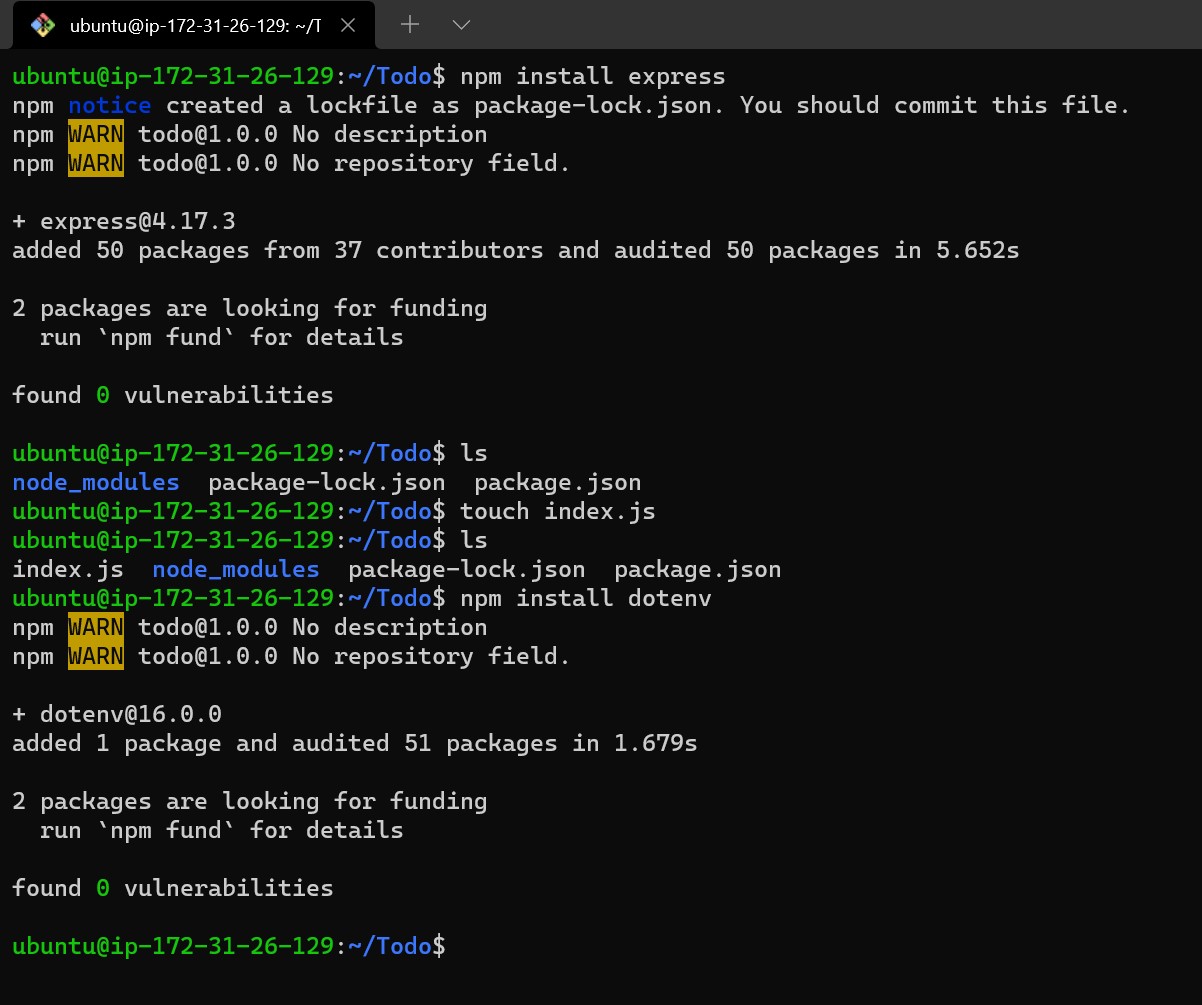 ubuntu@ip-172-31-26-129: ~/T
ubuntu@ip-172-31-26-129:~/Todo$ npm install express
npm notice created a lockfile as package-lock.json. You should commit this file.
npm WARN todo@1.0.0 No description
npm WARN todo@1.0.0 No repository field.
+ express@4.17.3
added 50 packages from 37 contributors and audited 50 packages in 5.652s
2 packages are looking for funding
  run `npm fund` for details
found 0 vulnerabilities
ubuntu@ip-172-31-26-129:~/Todo$ ls
node_modules  package-lock.json  package.json
ubuntu@ip-172-31-26-129:~/Todo$ touch index.js
ubuntu@ip-172-31-26-129:~/Todo$ ls
index.js  node_modules  package-lock.json  package.json
ubuntu@ip-172-31-26-129:~/Todo$ npm install dotenv
npm WARN todo@1.0.0 No description
npm WARN todo@1.0.0 No repository field.
+ dotenv@16.0.0
added 1 package and audited 51 packages in 1.679s
2 packages are looking for funding
  run `npm fund` for details
found 0 vulnerabilities
ubuntu@ip-172-31-26-129:~/Todo$